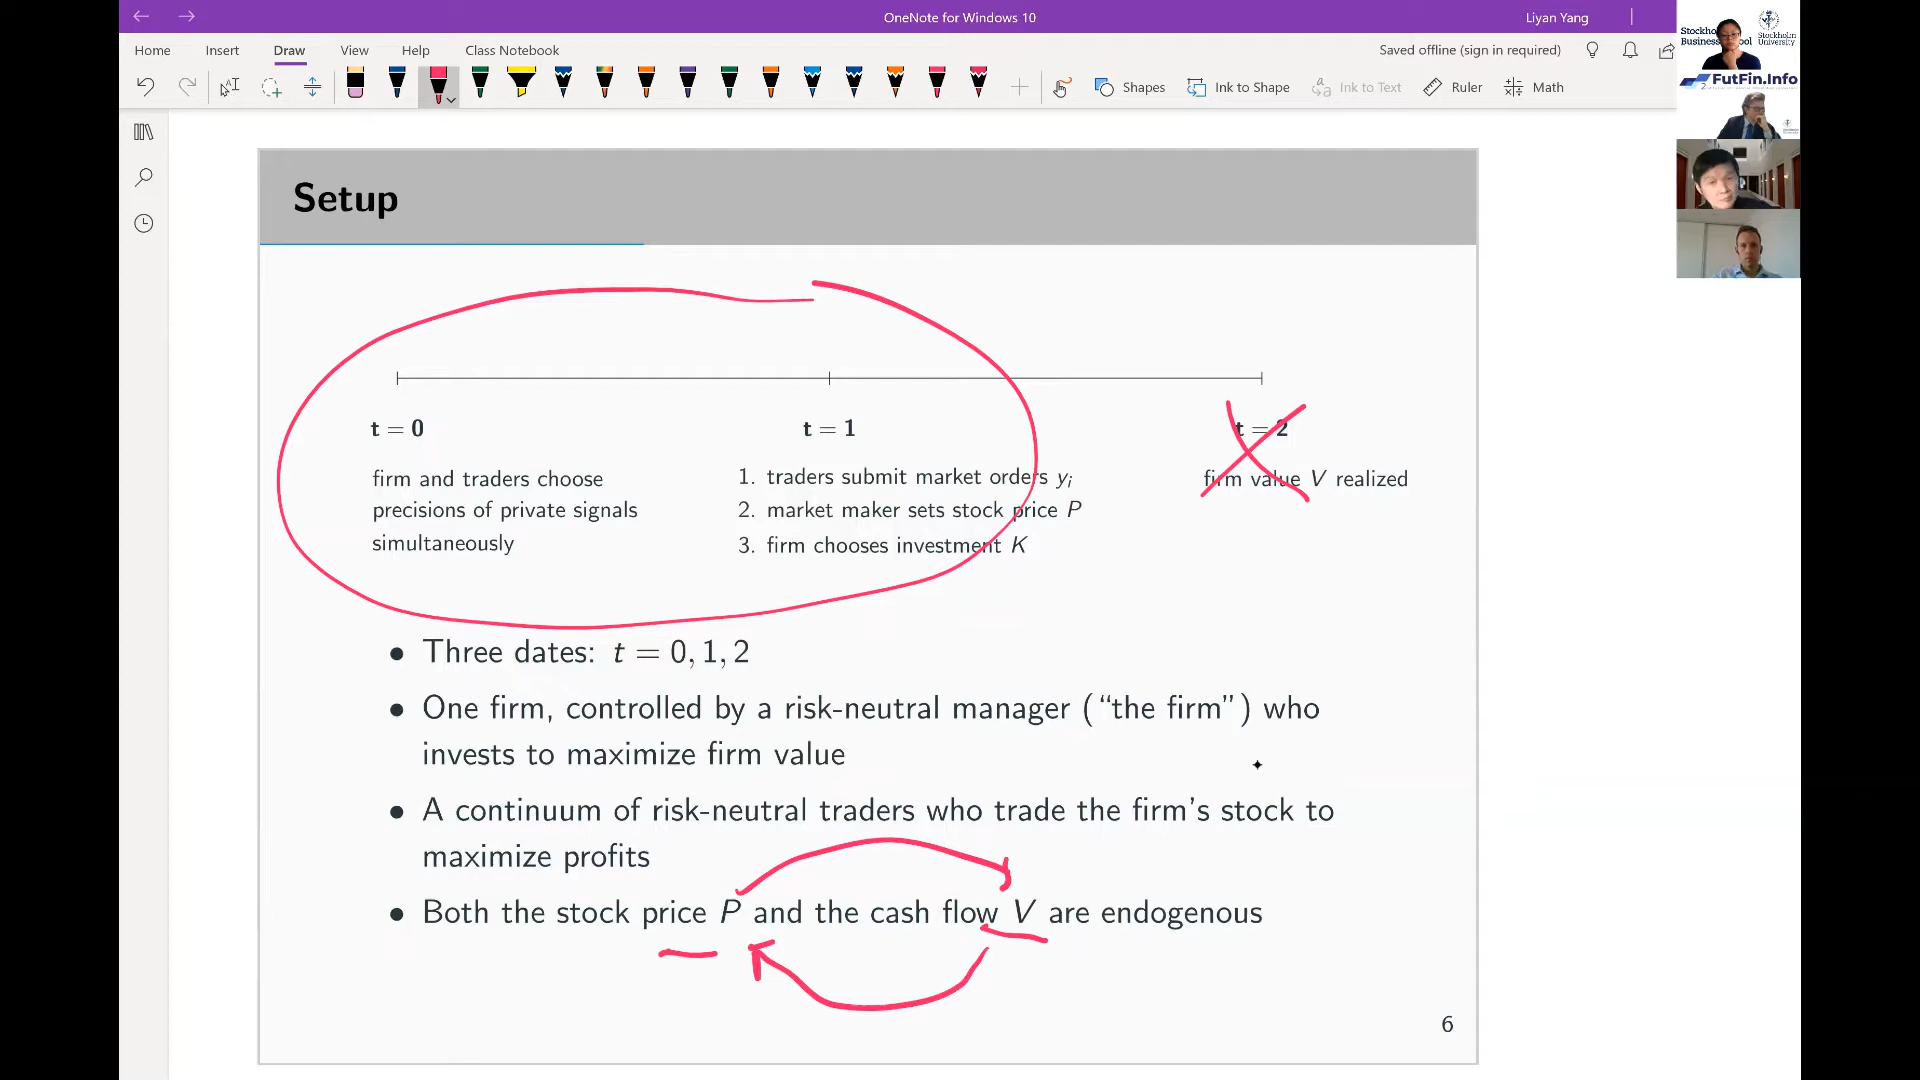 OneNote for Windows 10
Liyan Yang
Home Insert Draw View Help Class Notebook
Saved offline (sign in required)
Shapes Ink to Shape Ink to Text Ruler Math
Stockholm
Business School
Stockholm
University
FutFin.Info
Setup
t = 0
t = 1
t = 2
firm and traders choose
precisions of private signals
simultaneously
1. traders submit market orders yᵢ
2. market maker sets stock price P
3. firm chooses investment K
firm value V realized
• Three dates: t = 0, 1, 2
• One firm, controlled by a risk-neutral manager (“the firm”) who
invests to maximize firm value
• A continuum of risk-neutral traders who trade the firm’s stock to
maximize profits
• Both the stock price P and the cash flow V are endogenous
6